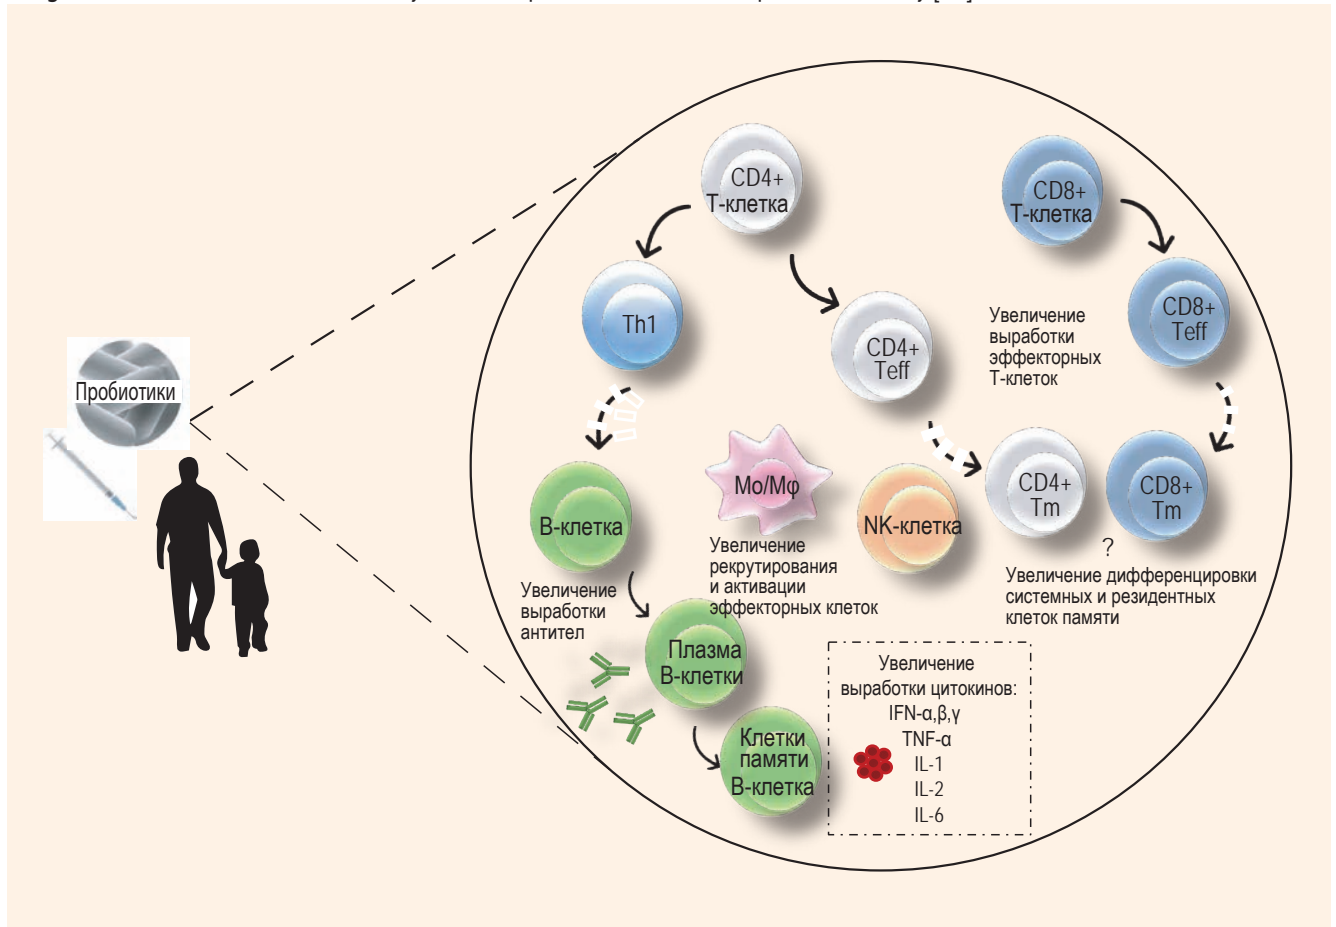 CD4+
Т-клетка
CD8+
Т-клетка
Th1
CD4+
Teff
Увеличение
выработки
эффекторных
Т-клеток
CD8+
Teff
Пробиотики
В-клетка
Мо/Мφ
NK-клетка
CD4+
Tm
CD8+
Tm
?
Увеличение
выработки
антител
Увеличение
рекрутирования
и активации
эффекторных клеток
Увеличение дифференцировки
системных и резидентных
клеток памяти
Плазма
В-клетки
Клетки
памяти
В-клетка
Увеличение
выработки цитокинов:
IFN-α,β,γ
TNF-α
IL-1
IL-2
IL-6